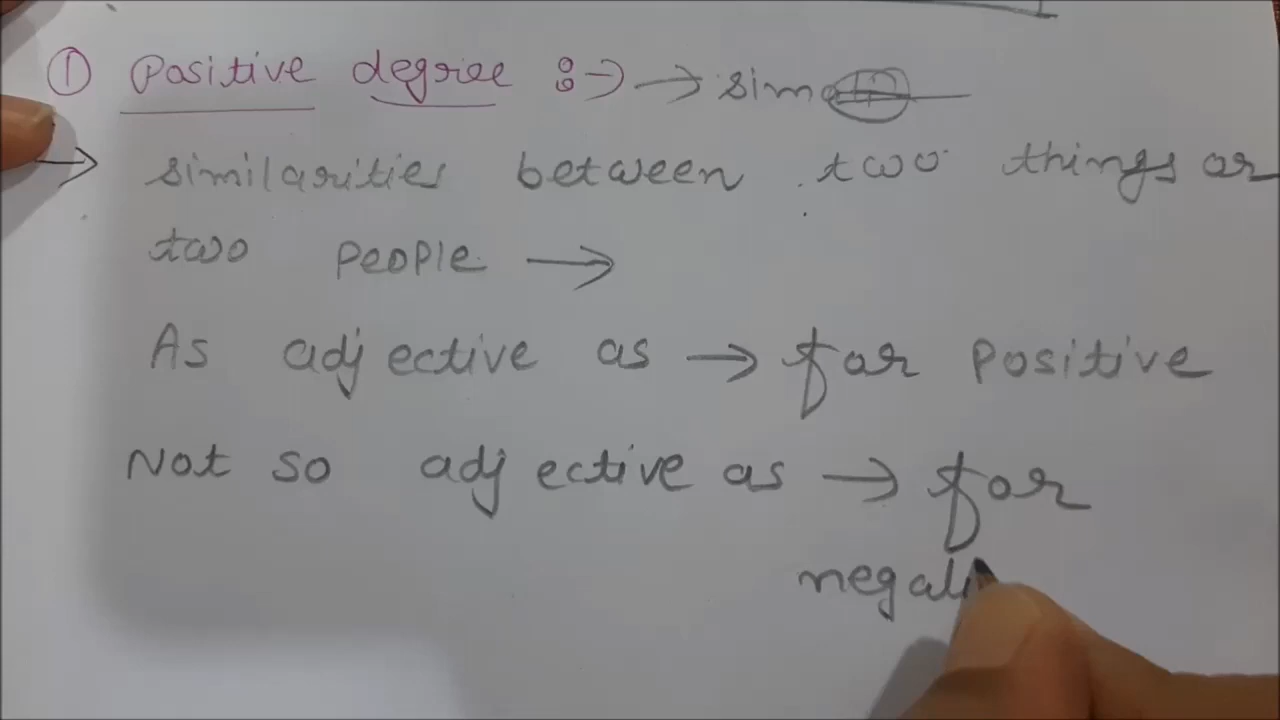 ① Positive degree :-) → sim
→ similarities between two things or
two people →
As adjective as → for positive
Not so adjective as → for
negati